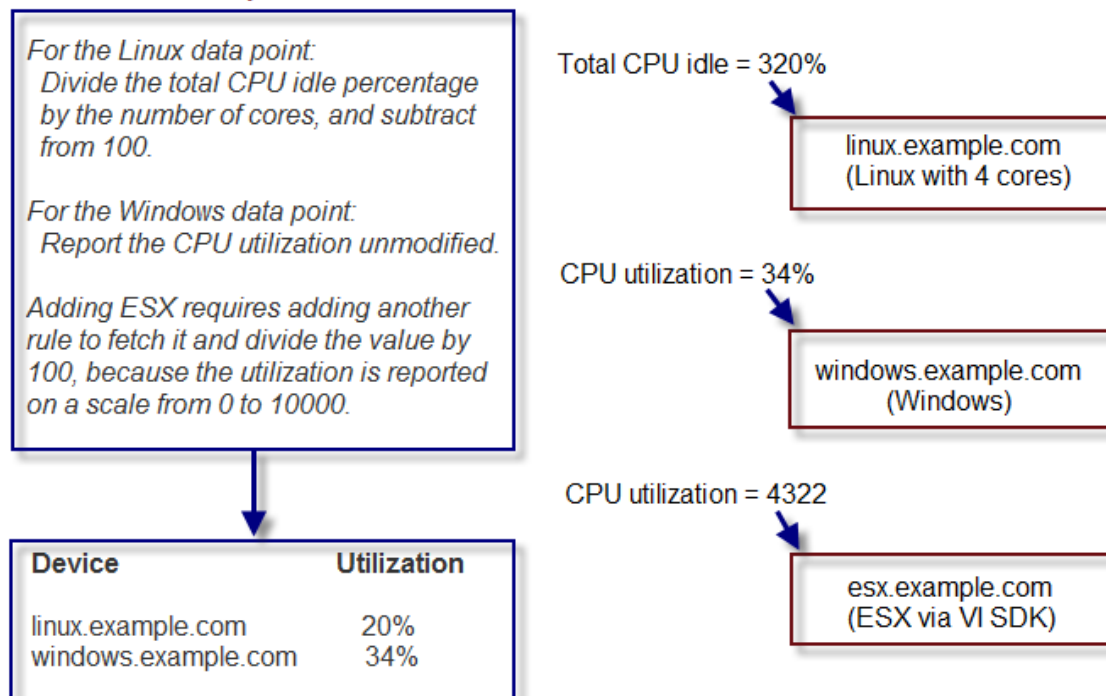 For the Linux data point:
Divide the total CPU idle percentage
by the number of cores, and subtract
from 100.
For the Windows data point:
Report the CPU utilization unmodified.
Adding ESX requires adding another
rule to fetch it and divide the value by
100, because the utilization is reported
on a scale from 0 to 10000.
Device Utilization
linux.example.com 20%
windows.example.com 34%
Total CPU idle = 320%
linux.example.com
(Linux with 4 cores)
CPU utilization = 34%
windows.example.com
(Windows)
CPU utilization = 4322
esx.example.com
(ESX via VI SDK)